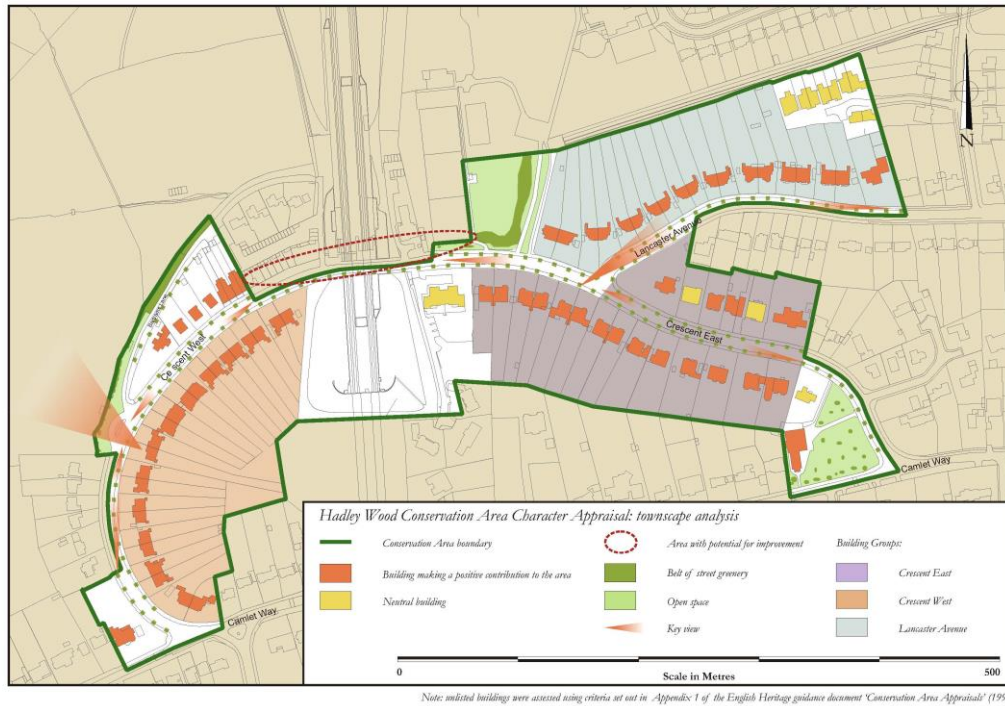 N
Lancaster Avenue
Crescent West
Crescent East
Camlet Way
Camlet Way
Hadley Wood Conservation Area Character Appraisal: townscape analysis
Conservation Area boundary
Area with potential for improvement
Building Groups:
Building making a positive contribution to the area
Belt of street greenery
Crescent East
Neutral building
Open space
Crescent West
Key view
Lancaster Avenue
0
Scale in Metres
500
Note: unlisted buildings were assessed using criteria set out in Appendix 1 of the English Heritage guidance document 'Conservation Area Appraisals' (199